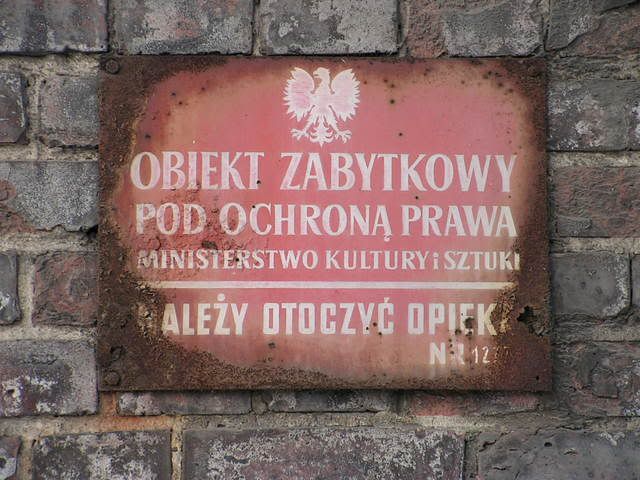 OBIEKT ZABYTKOWY
POD OCHRONĄ PRAWA
MINISTERSTWO KULTURY i SZTUKI
ALEŻY OTOCZYĆ OPIEK
NR